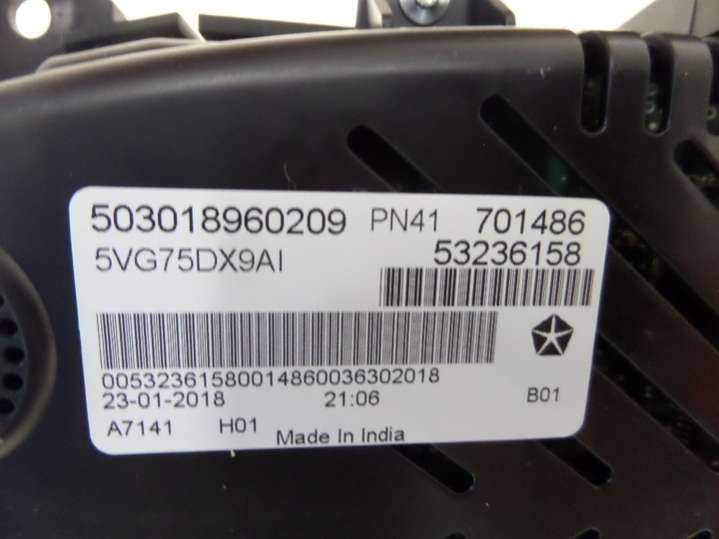 503018960209 PN41 701486
5VG75DX9AI 53236158
00532361580014860036302018
23-01-2018 21:06 B01
A7141 H01 Made In India